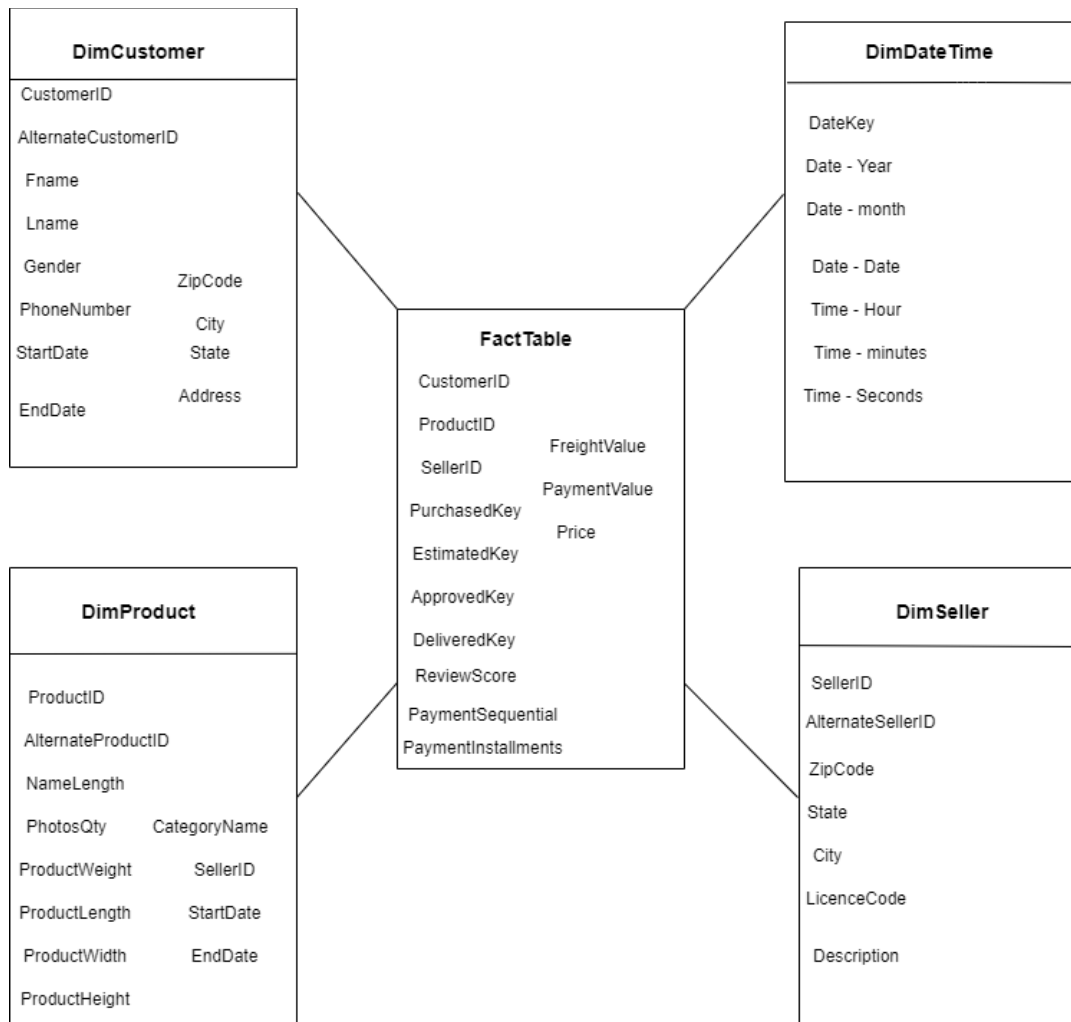 DimCustomer
CustomerID
AlternateCustomerID
Fname
Lname
Gender
ZipCode
PhoneNumber
City
StartDate
State
Address
EndDate
DimDateTime
DateKey
Date - Year
Date - month
Date - Date
Time - Hour
Time - minutes
Time - Seconds
FactTable
CustomerID
ProductID
FreightValue
SellerID
PaymentValue
PurchasedKey
Price
EstimatedKey
ApprovedKey
DeliveredKey
ReviewScore
PaymentSequential
PaymentInstallments
DimProduct
ProductID
AlternateProductID
NameLength
PhotosQty
CategoryName
ProductWeight
SellerID
ProductLength
StartDate
ProductWidth
EndDate
ProductHeight
DimSeller
SellerID
AlternateSellerID
ZipCode
State
City
LicenceCode
Description